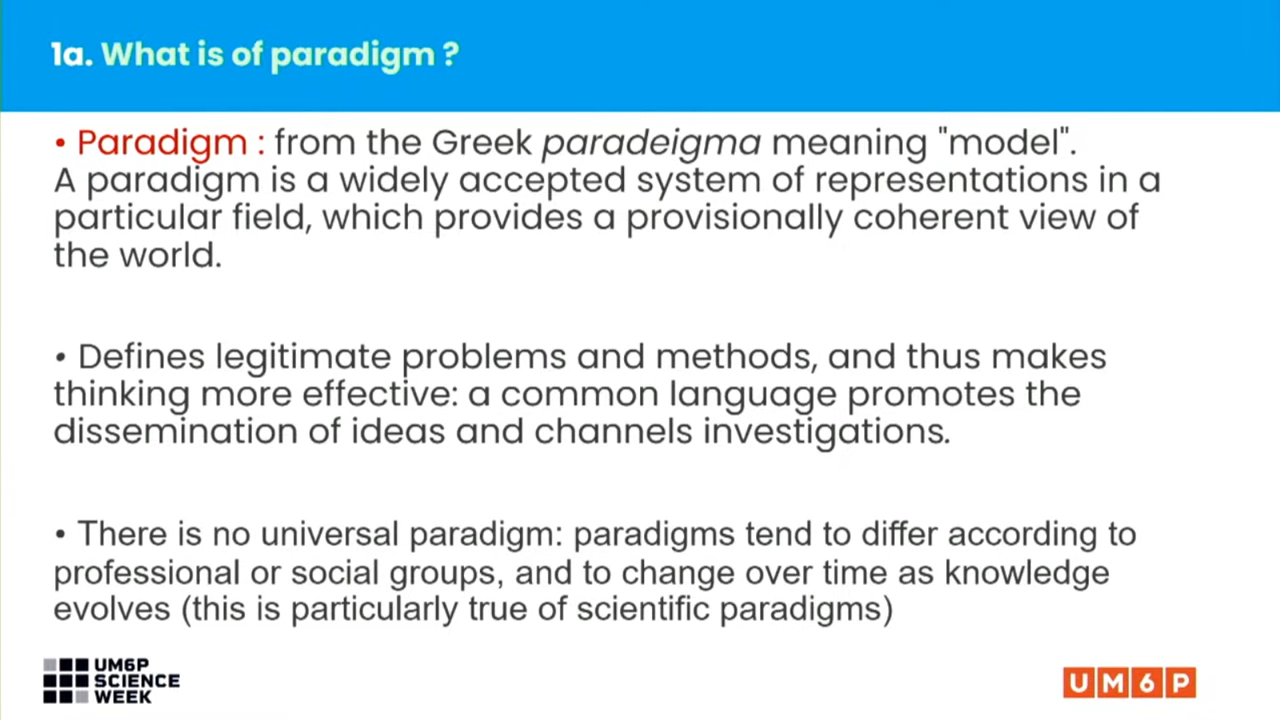 1a. What is of paradigm ?
• Paradigm : from the Greek paradeigma meaning "model".
A paradigm is a widely accepted system of representations in a
particular field, which provides a provisionally coherent view of
the world.
• Defines legitimate problems and methods, and thus makes
thinking more effective: a common language promotes the
dissemination of ideas and channels investigations.
• There is no universal paradigm: paradigms tend to differ according to
professional or social groups, and to change over time as knowledge
evolves (this is particularly true of scientific paradigms)
UM6P
SCIENCE
WEEK
UM6P